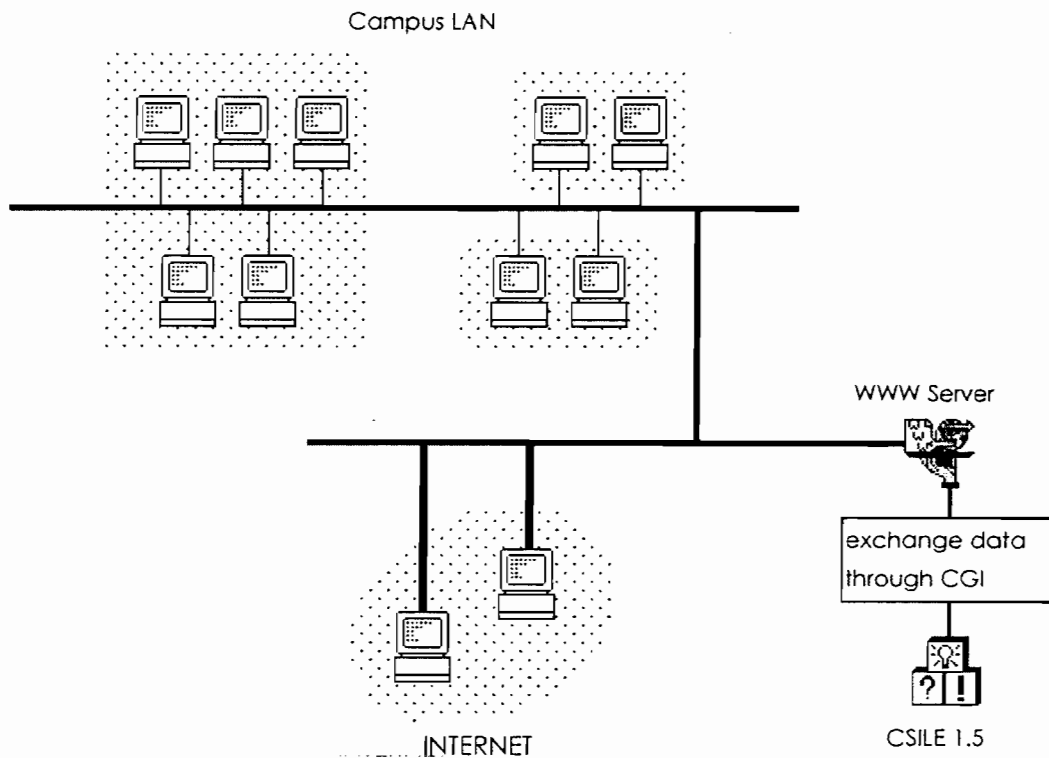 Campus LAN
WWW Server
exchange data
through CGI
? !
INTERNET
CSILE 1.5